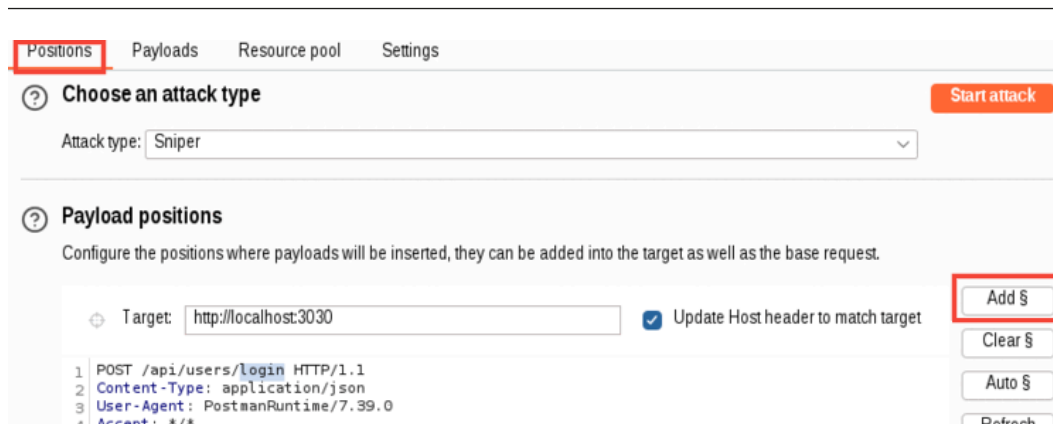 Positions Payloads Resource pool Settings
Choose an attack type
Start attack
Attack type: Sniper
Payload positions
Configure the positions where payloads will be inserted, they can be added into the target as well as the base request.
Add §
Target: http://localhost:3030 Update Host header to match target
Clear §
1 POST /api/users/login HTTP/1.1
2 Content-Type: application/json
Auto §
3 User-Agent: PostmanRuntime/7.39.0
4 Accept: */*
Refresh